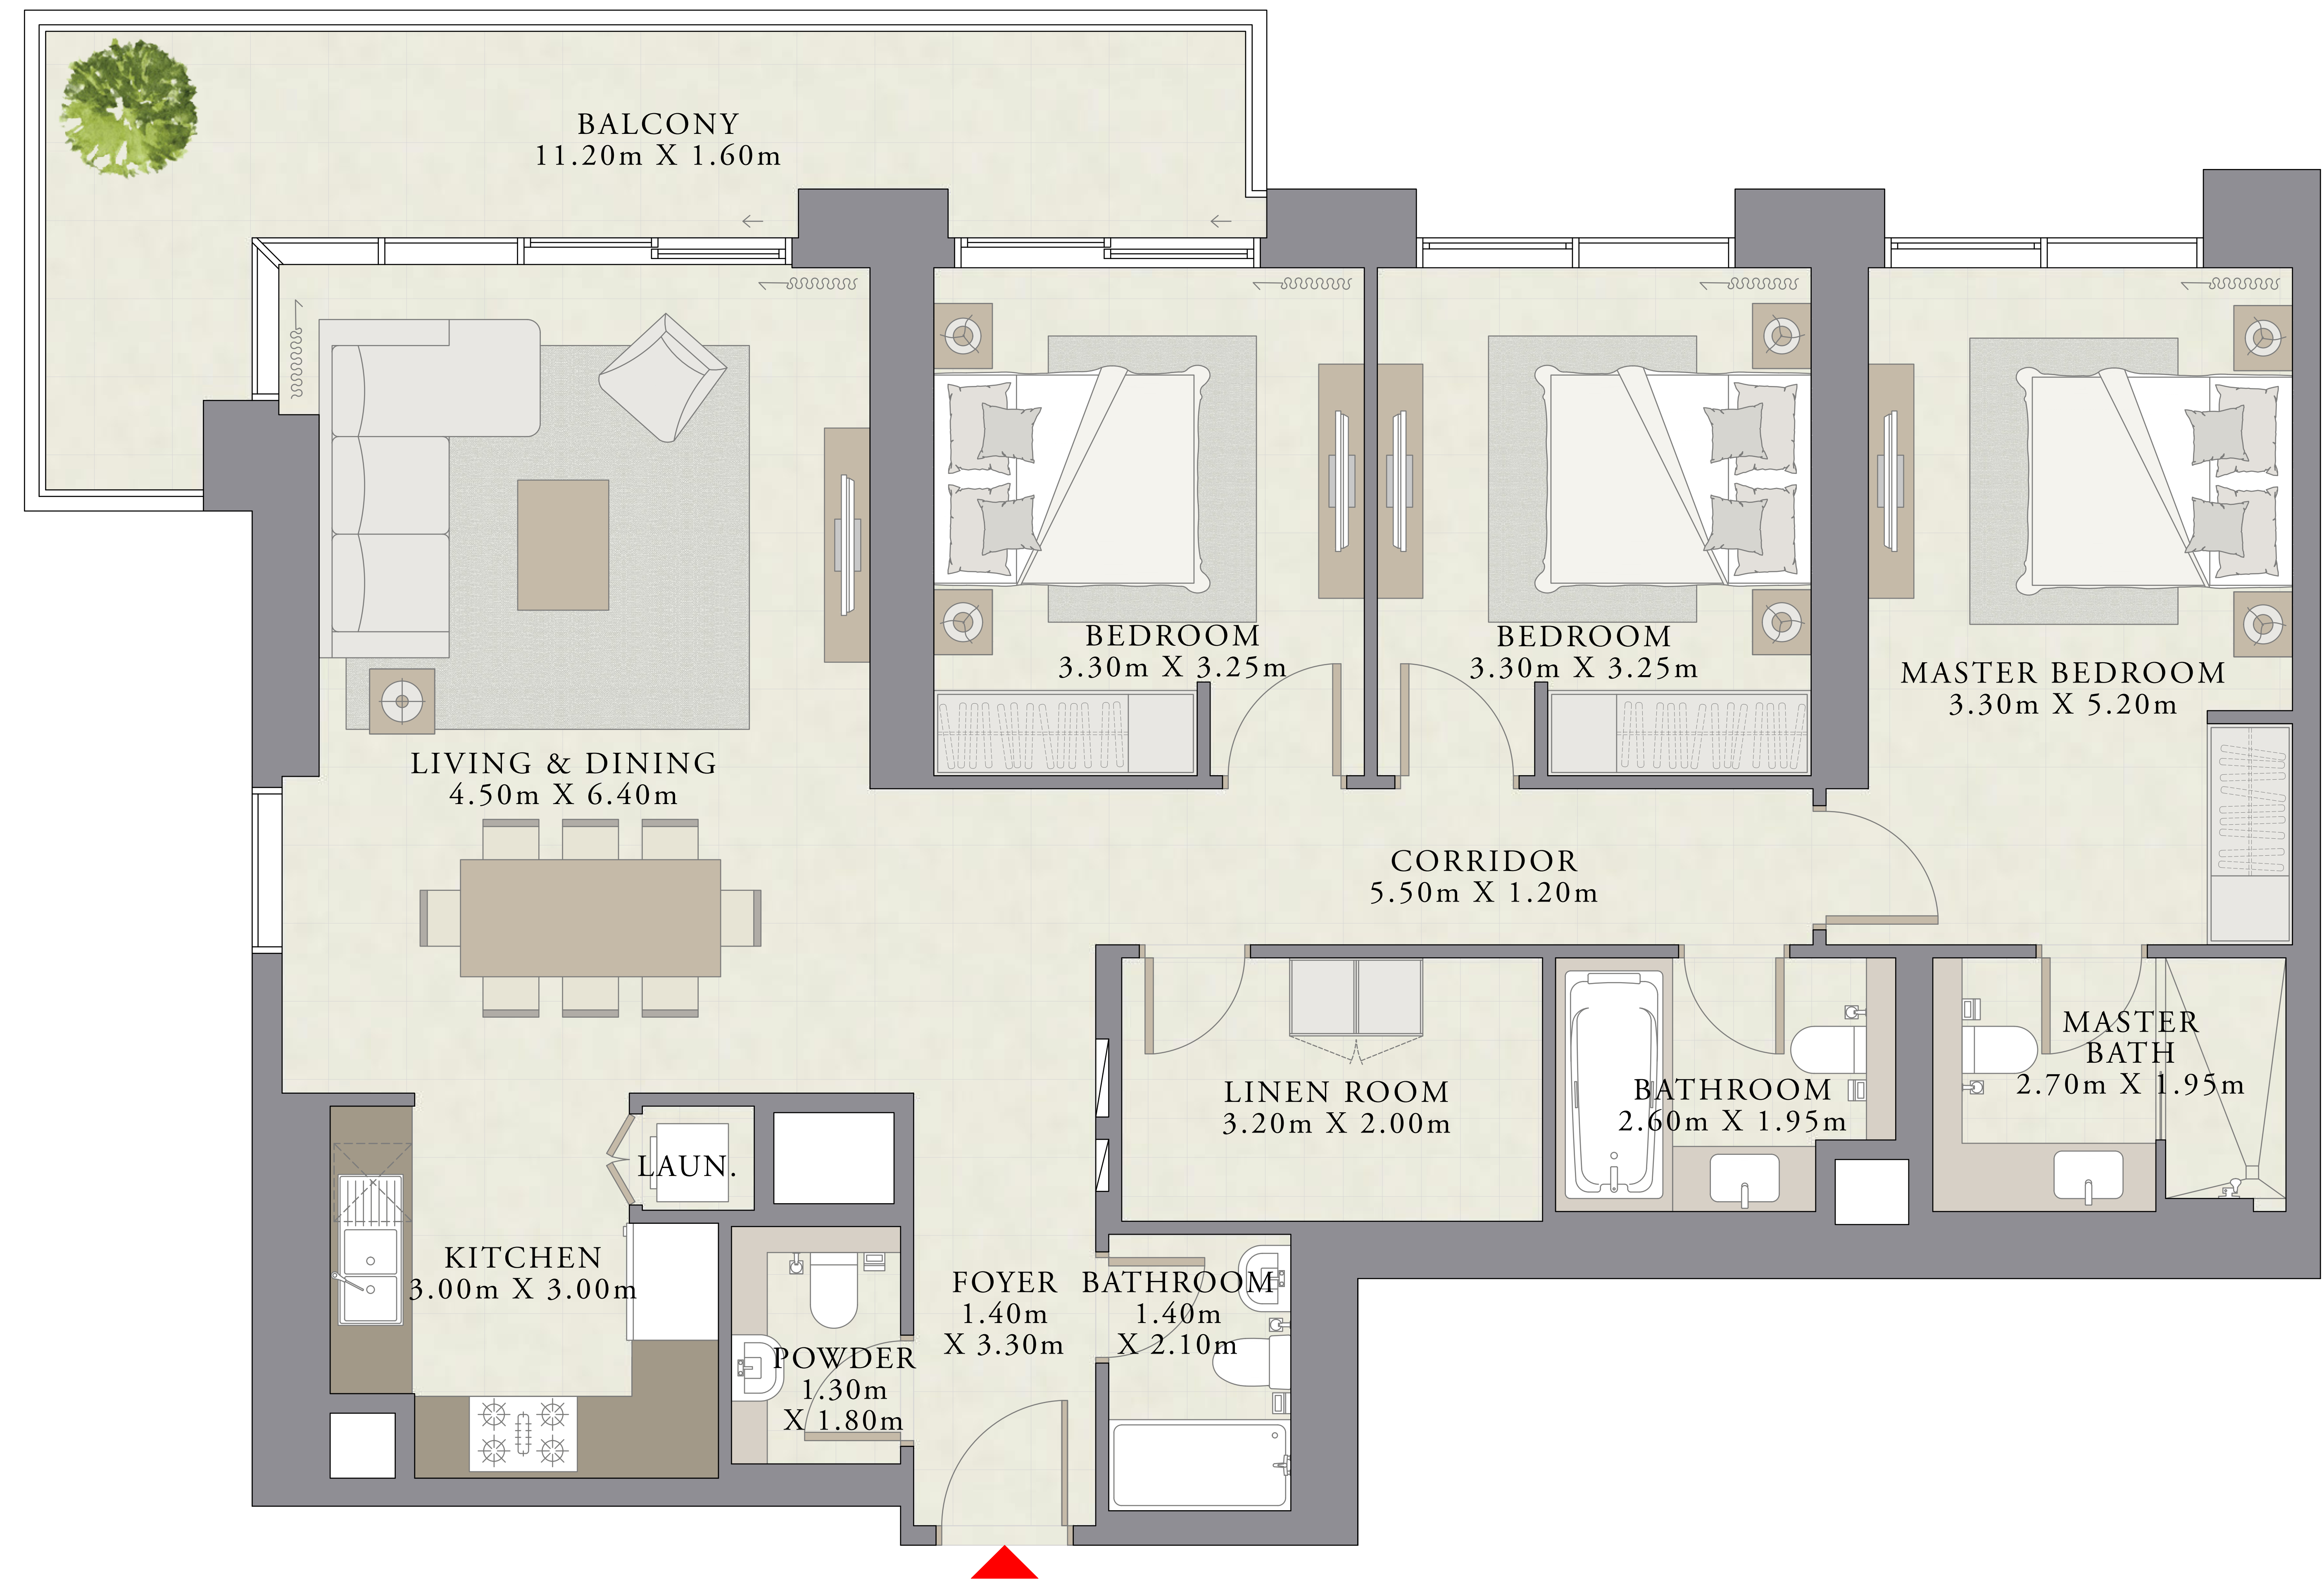 BALCONY
11.20m X 1.60m
BEDROOM
3.30m X 3.25m
BEDROOM
3.30m X 3.25m
MASTER BEDROOM
3.30m X 5.20m
LIVING & DINING
4.50m X 6.40m
CORRIDOR
5.50m X 1.20m
MASTER
BATH
2.70m X 1.95m
LINEN ROOM
3.20m X 2.00m
BATHROOM
2.60m X 1.95m
LAUN.
KITCHEN
3.00m X 3.00m
FOYER
1.40m
X 3.30m
BATHROOM
1.40m
X 2.10m
POWDER
1.30m
X 1.80m